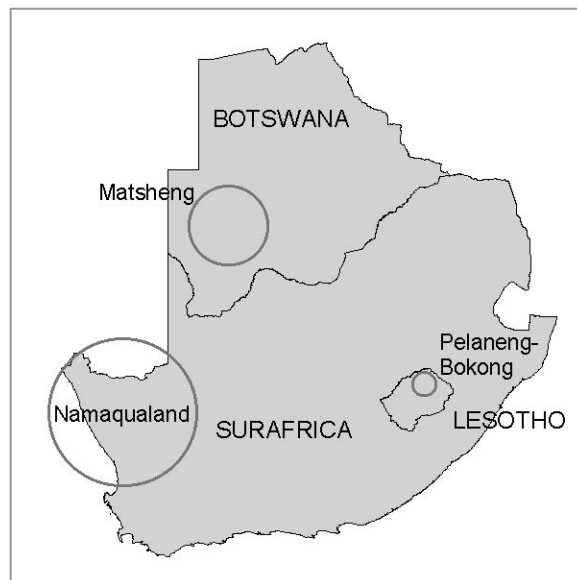 BOTSWANA
Matsheng
Pelaneng-
Bokong
Namaqualand
SURAFRICA
LESOTHO